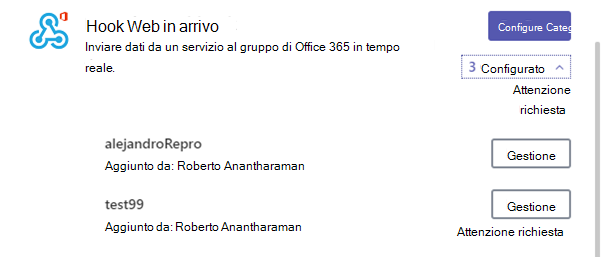 Hook Web in arrivo
Configure Categ
Inviare dati da un servizio al gruppo di Office 365 in tempo
reale.
3 Configurato
Attenzione
richiesta
alejandroRepro
Gestione
Aggiunto da: Roberto Anantharaman
test99
Gestione
Aggiunto da: Roberto Anantharaman
Attenzione richiesta